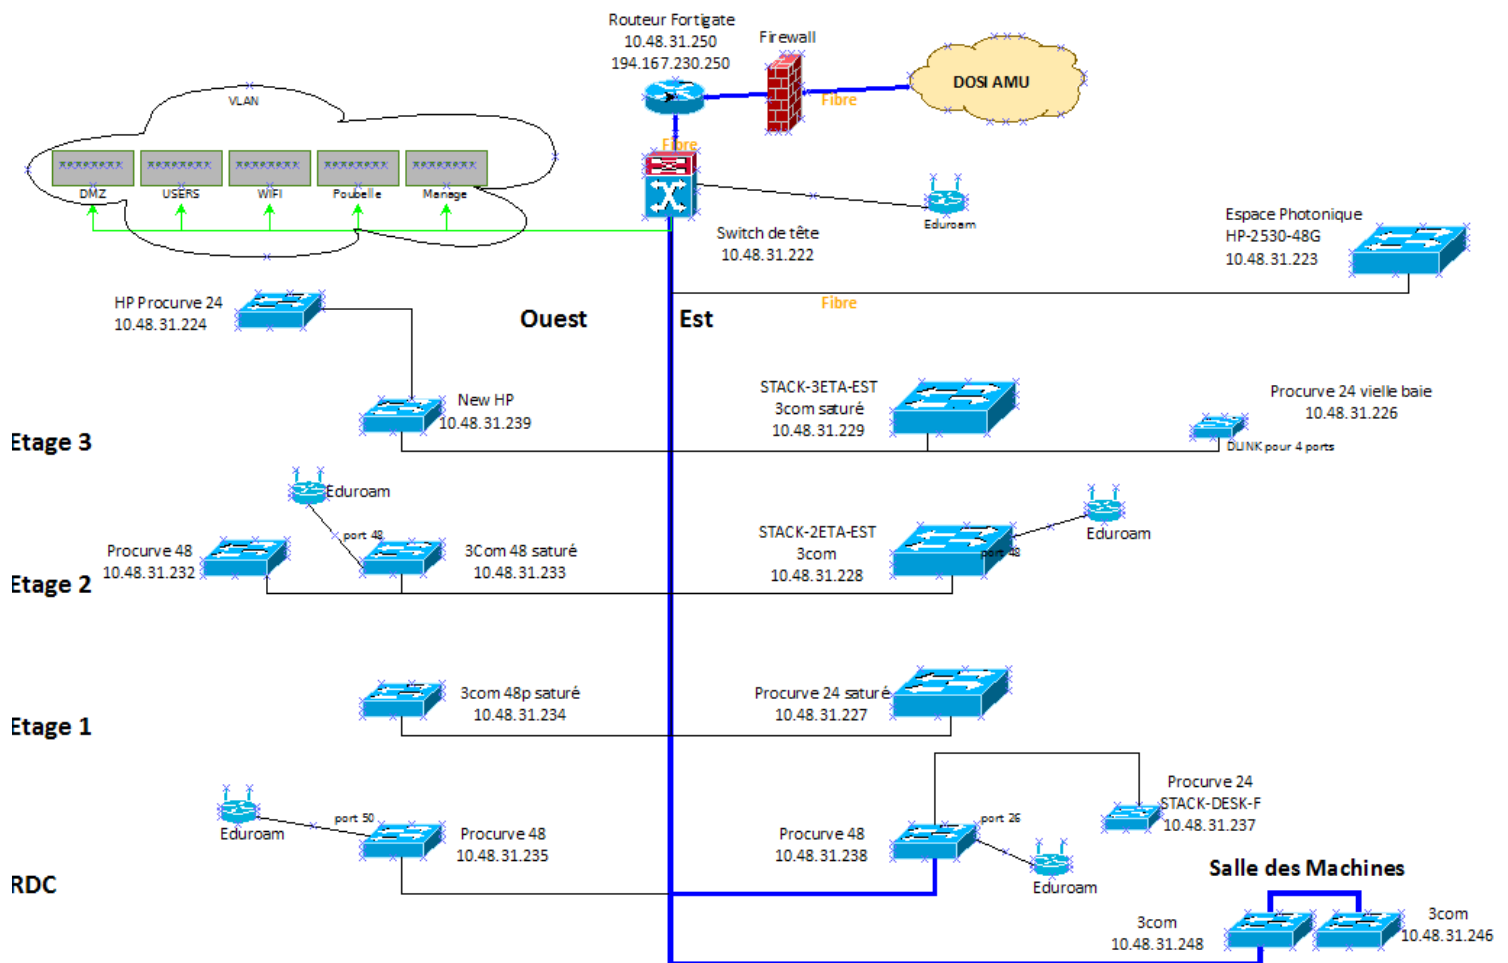 Routeur Fortigate
10.48.31.250
194.167.230.250
Firewall
DOSI AMU
Fibre
Fibre
VLAN
DMZ
USERS
WIFI
Poubelle
Manage
Eduroam
Switch de tête
10.48.31.222
Espace Photonique
HP-2530-48G
10.48.31.223
Fibre
HP Procurve 24
10.48.31.224
Ouest
Est
New HP
10.48.31.239
STACK-3ETA-EST
3com saturé
10.48.31.229
Procurve 24 vielle baie
10.48.31.226
DLINK pour 4 ports
Etage 3
Eduroam
port 48
Procurve 48
10.48.31.232
3Com 48 saturé
10.48.31.233
STACK-2ETA-EST
3com
10.48.31.228
port 48
Eduroam
Etage 2
3com 48p saturé
10.48.31.234
Procurve 24 saturé
10.48.31.227
Etage 1
Eduroam
port 50
Procurve 48
10.48.31.235
Procurve 48
10.48.31.238
port 26
Eduroam
Procurve 24
STACK-DESK-F
10.48.31.237
RDC
Salle des Machines
3com
10.48.31.248
3com
10.48.31.246